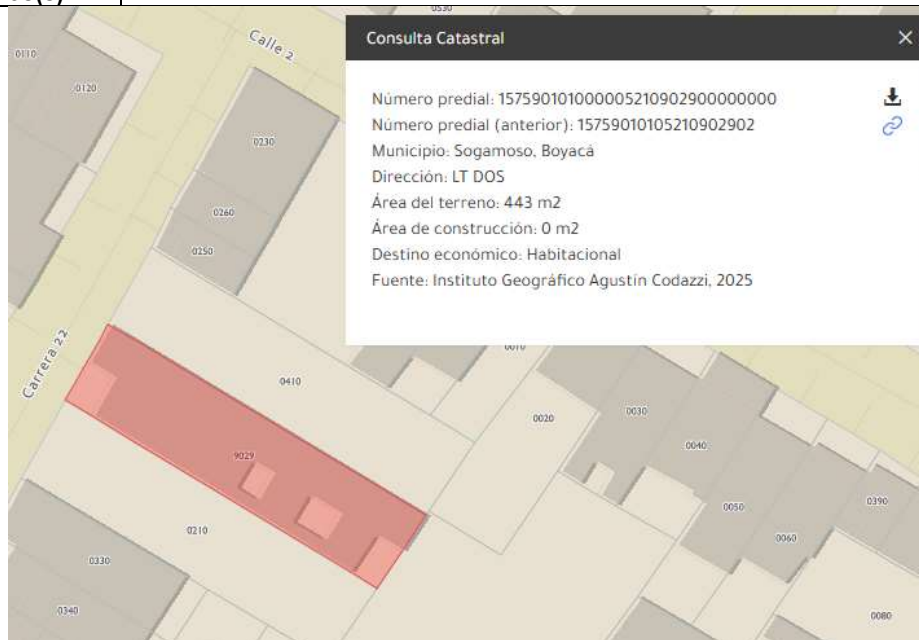 Consulta Catastral
Número predial: 157590101000005210902900000000
Número predial (anterior): 15759010105210902902
Municipio: Sogamoso, Boyacá
Dirección: LT DOS
Área del terreno: 443 m2
Área de construcción: 0 m2
Destino económico: Habitacional
Fuente: Instituto Geográfico Agustín Codazzi, 2025
0530
Calle 2
0110
0120
0230
0260
0250
Carrera 22
0410
0010
0020
0030
0040
9029
0050
0390
0210
0060
0330
0340
0080